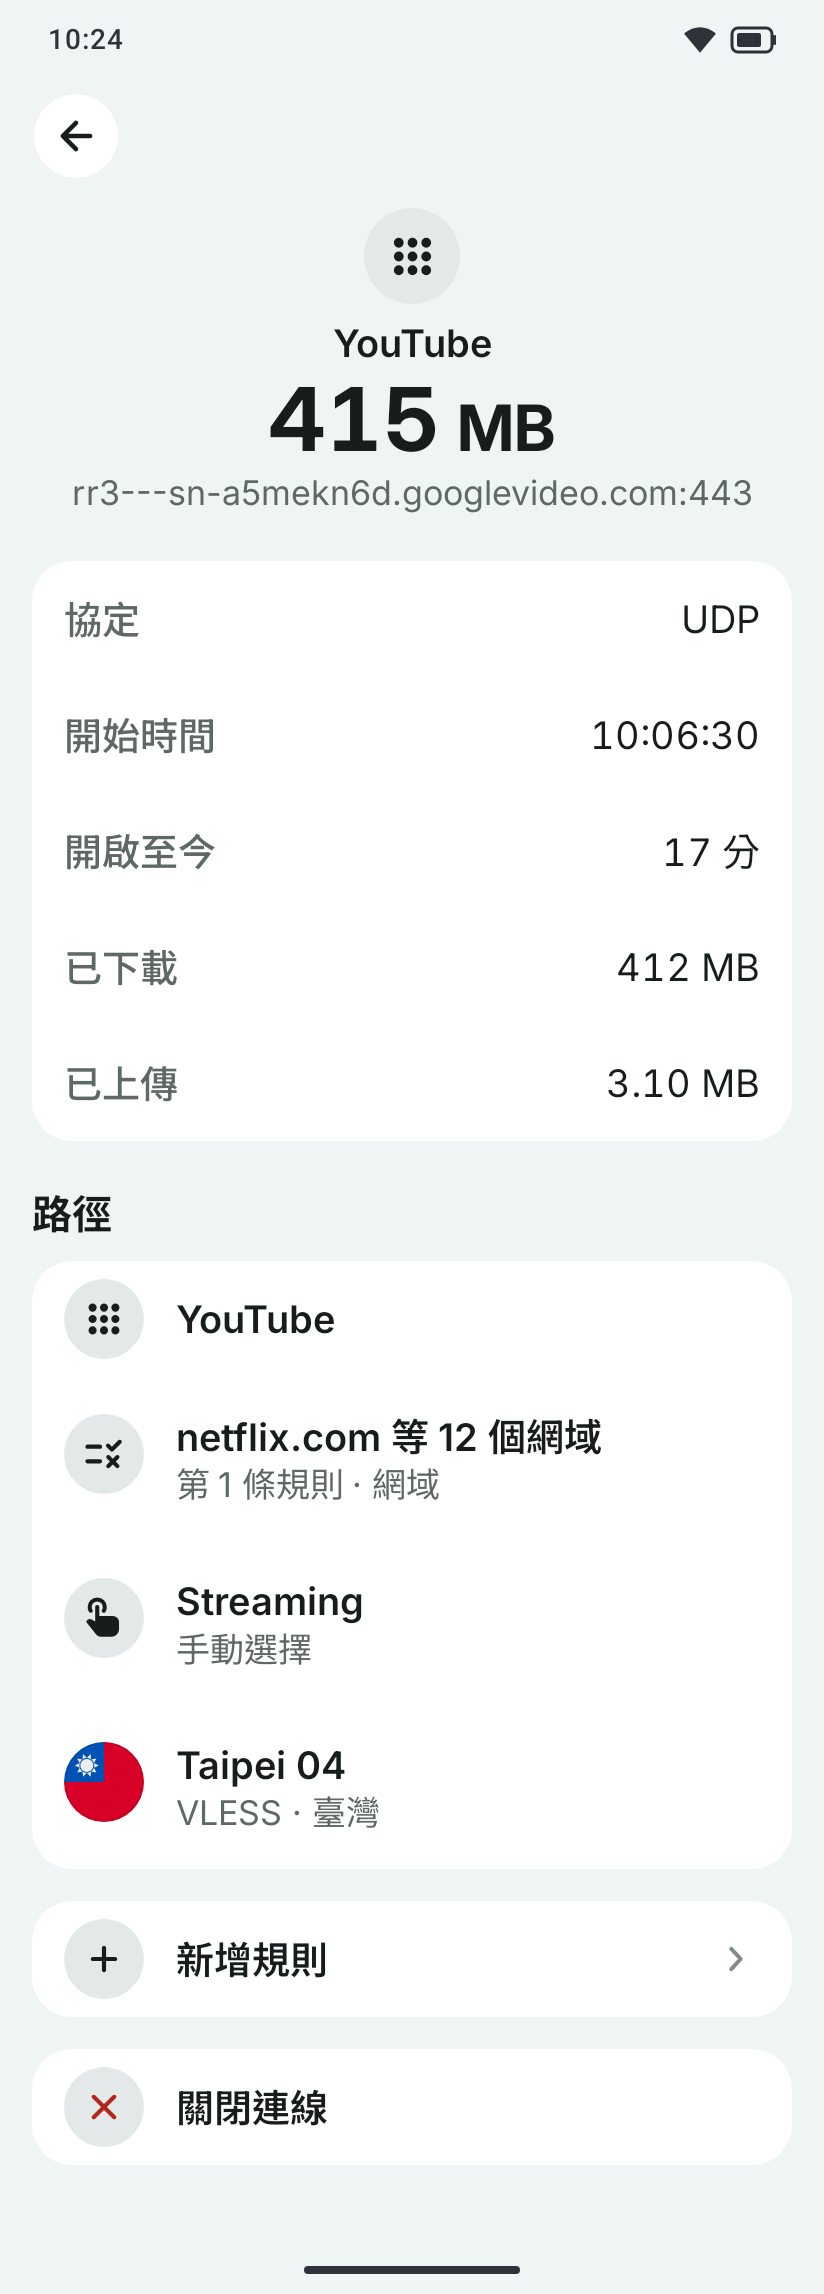 10:24
YouTube
415 MB
rr3---sn-a5mekn6d.googlevideo.com:443
協定
UDP
開始時間
10:06:30
開啟至今
17 分
已下載
412 MB
已上傳
3.10 MB
路徑
YouTube
netflix.com 等 12 個網域
第 1 條規則 · 網域
Streaming
手動選擇
Taipei 04
VLESS · 臺灣
新增規則
關閉連線